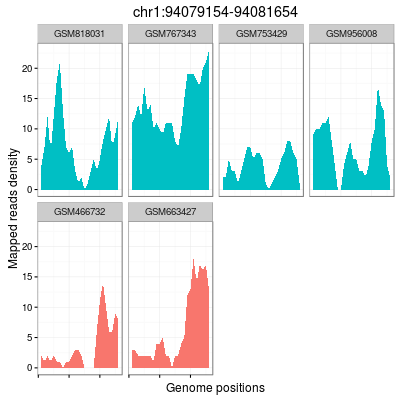 chr1:94079154-94081654
GSM818031 GSM767343 GSM753429 GSM956008
20
15
10
5
0
GSM466732 GSM663427
20
15
10
5
0
Mapped reads density
Genome positions